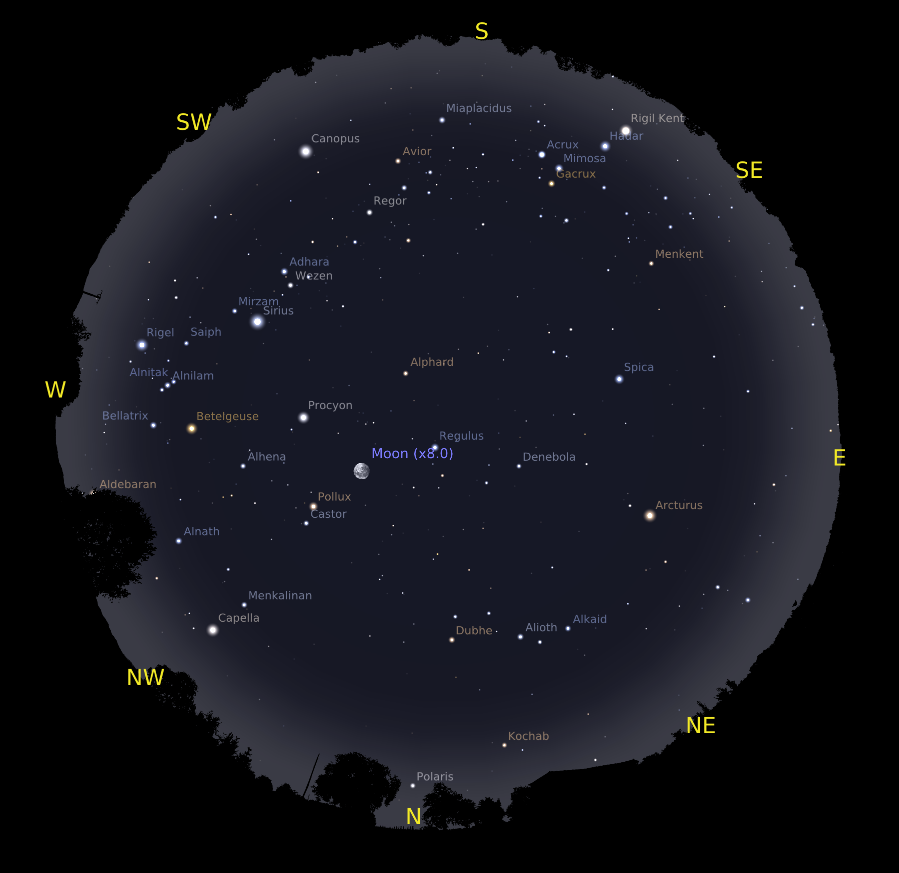 S
Miaplacidus
Rigil Kent
SW
Hadar
Canopus
Acrux
Avior
Mimosa
SE
Gacrux
Regor
Menkent
Adhara
Wezen
Mirzam
Sirius
Rigel
Saiph
Alphard
Spica
Alnitak
Alnilam
W
Procyon
Bellatrix
Betelgeuse
Regulus
Moon (x8.0)
Alhena
Denebola
E
Aldebaran
Pollux
Castor
Arcturus
Alnath
Menkalinan
Capella
Alkaid
Alioth
Dubhe
NW
NE
Kochab
Polaris
N